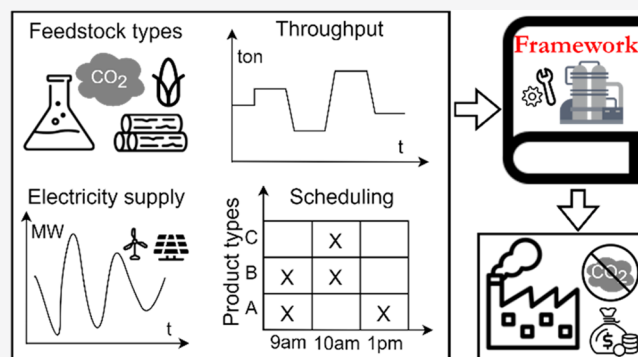 Feedstock types
CO2
Throughput
ton
t
Electricity supply
MW
t
Scheduling
Product types
C
X
B
X X
A
X X
9am 10am 1pm
Framework
CO2
$